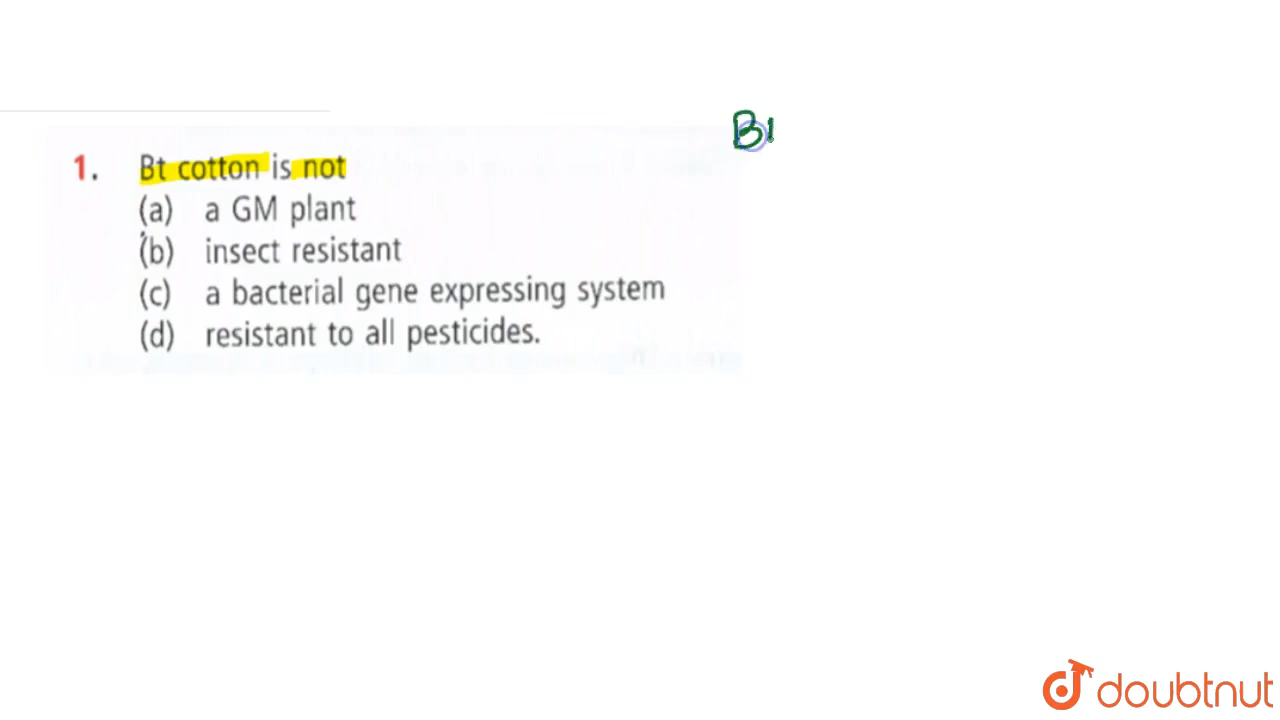 Bt
1. Bt cotton is not
(a) a GM plant
(b) insect resistant
(c) a bacterial gene expressing system
(d) resistant to all pesticides.
doubtnut